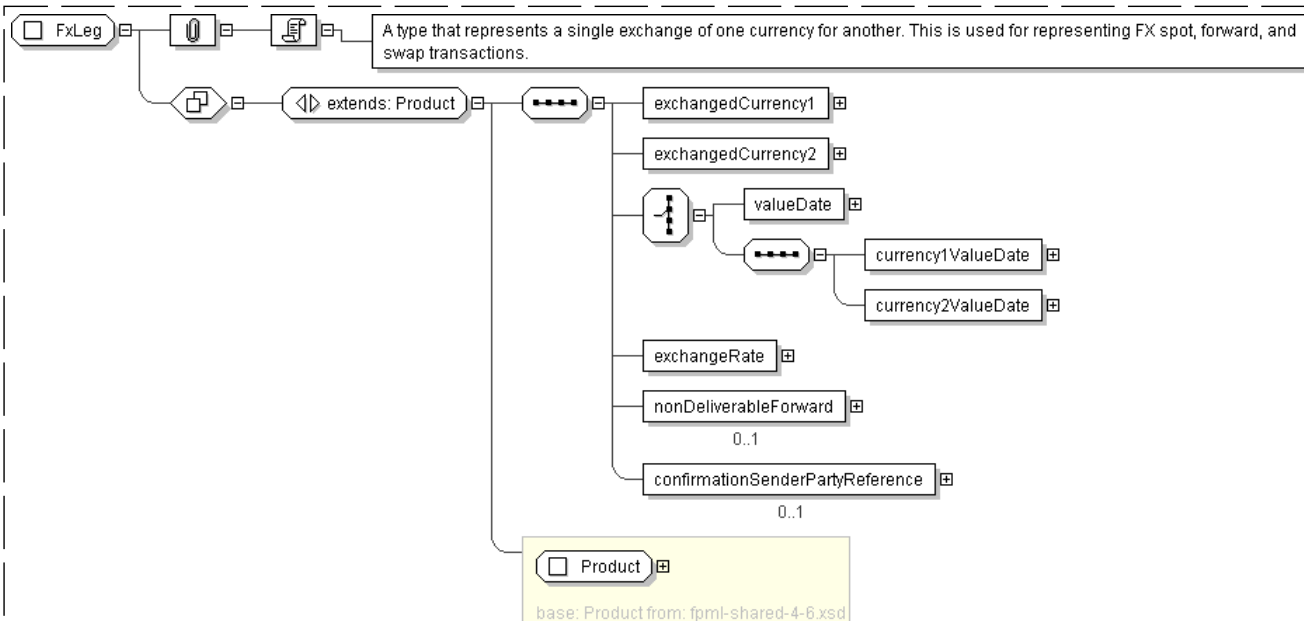 FxLeg
A type that represents a single exchange of one currency for another. This is used for representing FX spot, forward, and
swap transactions.
extends: Product
exchangedCurrency1
exchangedCurrency2
valueDate
currency1ValueDate
currency2ValueDate
exchangeRate
nonDeliverableForward
0..1
confirmationSenderPartyReference
0..1
Product
base: Product from: fpml-shared-4-6.xsd